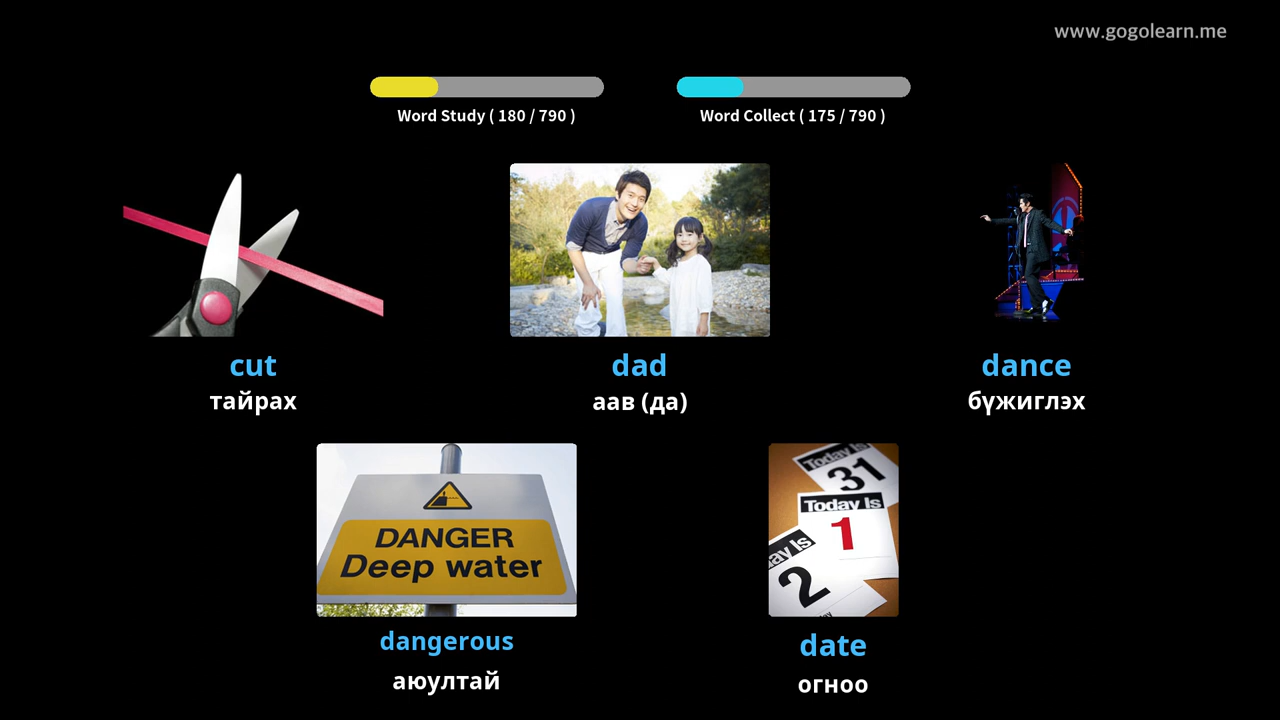 www.gogolearn.me
Word Study ( 180 / 790 )
Word Collect ( 175 / 790 )
cut
тайрах
dad
аав (да)
dance
бүжиглэх
DANGER
Deep water
dangerous
аюултай
Today Is
31
Today Is
1
ay Is
2
date
огноо